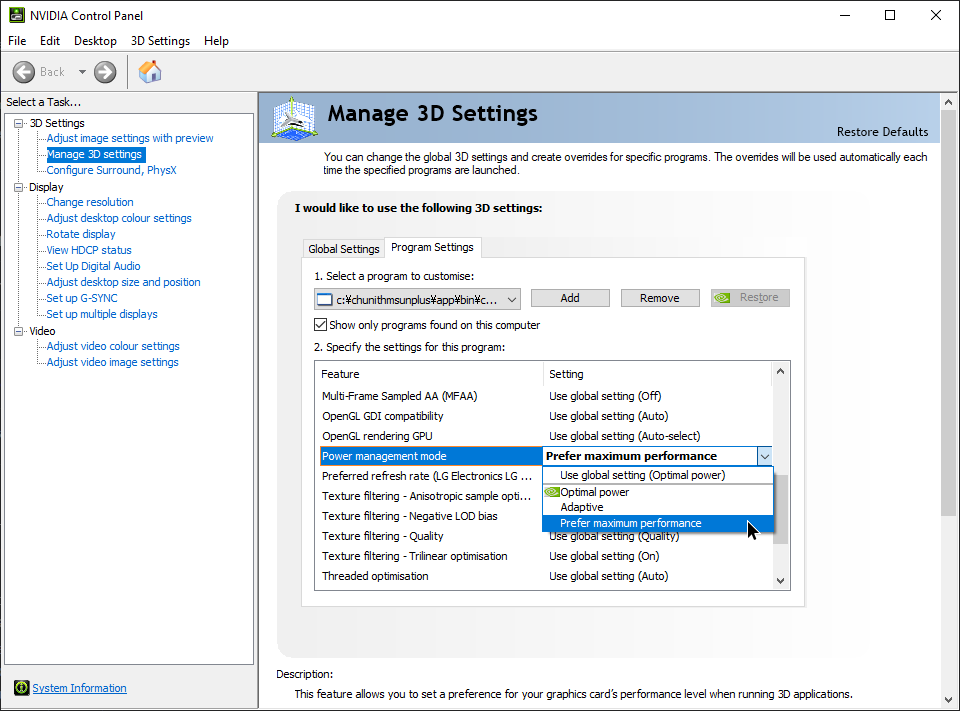 NVIDIA Control Panel
File Edit Desktop 3D Settings Help
Back
Select a Task...
3D Settings
Adjust image settings with preview
Manage 3D settings
Configure Surround, PhysX
Display
Change resolution
Adjust desktop colour settings
Rotate display
View HDCP status
Set Up Digital Audio
Adjust desktop size and position
Set up G-SYNC
Set up multiple displays
Video
Adjust video colour settings
Adjust video image settings
System Information
Manage 3D Settings
Restore Defaults
You can change the global 3D settings and create overrides for specific programs. The overrides will be used automatically each
time the specified programs are launched.
I would like to use the following 3D settings:
Global Settings Program Settings
1. Select a program to customise:
c:¥chunithmsunplus¥app¥bin¥c... Add Remove Restore
Show only programs found on this computer
2. Specify the settings for this program:
Feature Setting
Multi-Frame Sampled AA (MFAA) Use global setting (Off)
OpenGL GDI compatibility Use global setting (Auto)
OpenGL rendering GPU Use global setting (Auto-select)
Power management mode Prefer maximum performance
Preferred refresh rate (LG Electronics LG ... Use global setting (Optimal power)
Texture filtering - Anisotropic sample opti... Optimal power
Adaptive
Texture filtering - Negative LOD bias Prefer maximum performance
Texture filtering - Quality Use global setting (Quality)
Texture filtering - Trilinear optimisation Use global setting (On)
Threaded optimisation Use global setting (Auto)
Description:
This feature allows you to set a preference for your graphics card's performance level when running 3D applications.